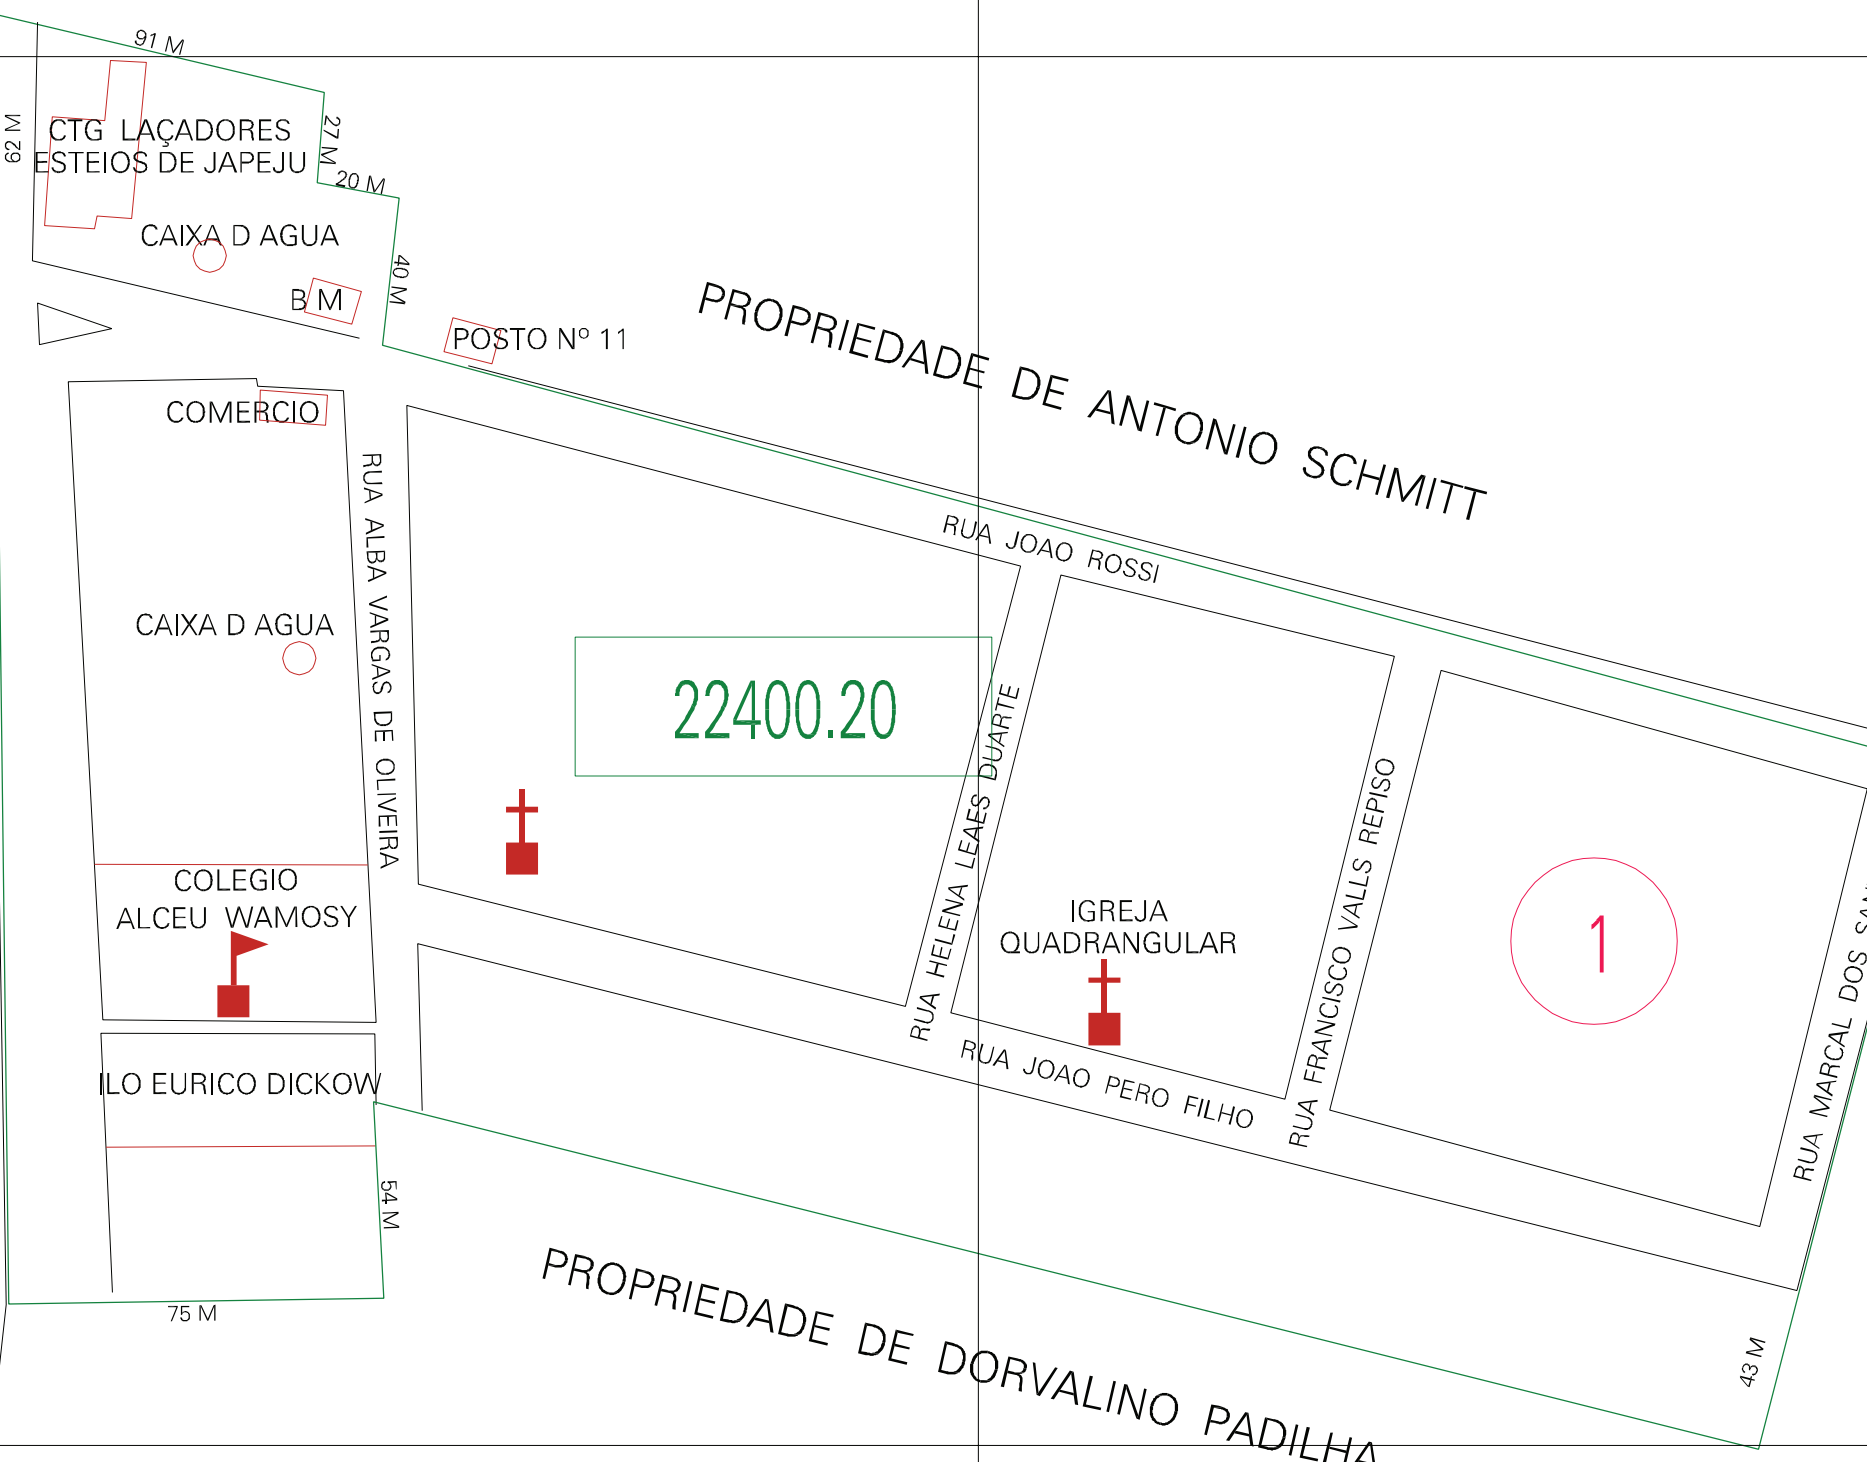 91 M
62 M
CTG LAÇADORES
ESTEIOS DE JAPEJU
27 M
20 M
CAIXA D AGUA
40 M
B M
POSTO Nº 11
PROPRIEDADE DE ANTONIO SCHMITT
COMERCIO
RUA ALBA VARGAS DE OLIVEIRA
RUA JOAO ROSSI
CAIXA D AGUA
22400.20
RUA HELENA LEAES DUARTE
RUA FRANCISCO VALLS REPISO
COLEGIO
ALCEU WAMOSY
IGREJA
QUADRANGULAR
1
RUA MARCAL DOS SAN
RUA JOAO PERO FILHO
ILO EURICO DICKOW
54 M
75 M
PROPRIEDADE DE DORVALINO PADILHA
43 M